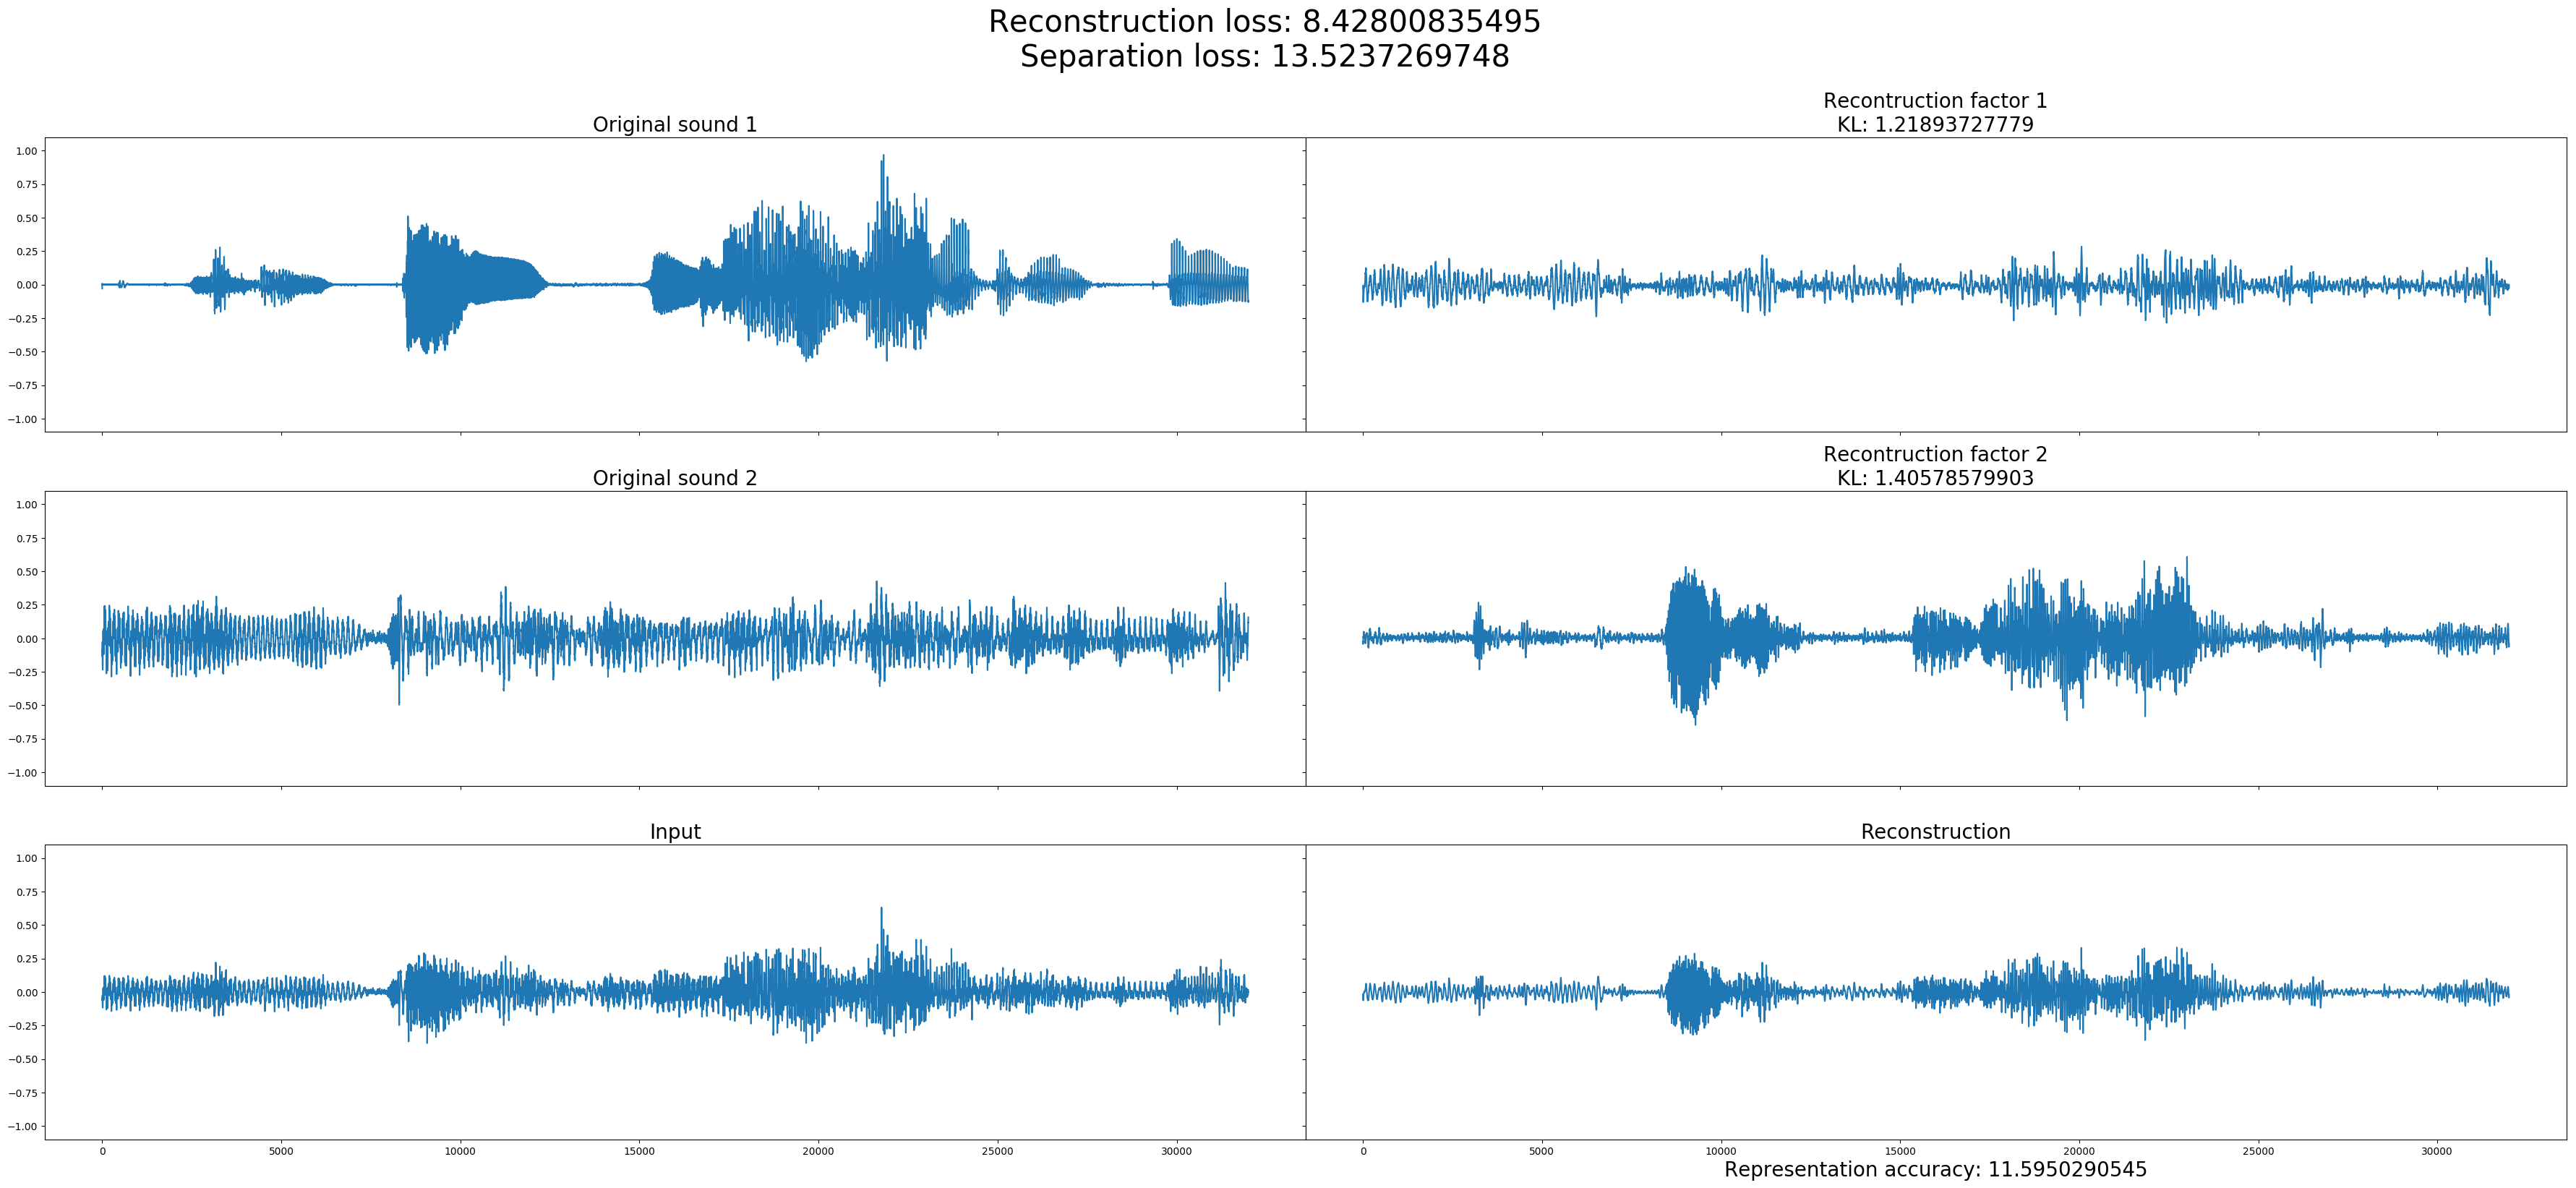 Reconstruction loss: 8.42800835495
Separation loss: 13.5237269748
Original sound 1
Recontruction factor 1
KL: 1.21893727779
1.00
0.75
0.50
0.25
0.00
−0.25
−0.50
−0.75
−1.00
Original sound 2
Recontruction factor 2
KL: 1.40578579903
1.00
0.75
0.50
0.25
0.00
−0.25
−0.50
−0.75
−1.00
Input
Reconstruction
1.00
0.75
0.50
0.25
0.00
−0.25
−0.50
−0.75
−1.00
0 5000 10000 15000 20000 25000 30000
0 5000 10000 15000 20000 25000 30000
Representation accuracy: 11.5950290545